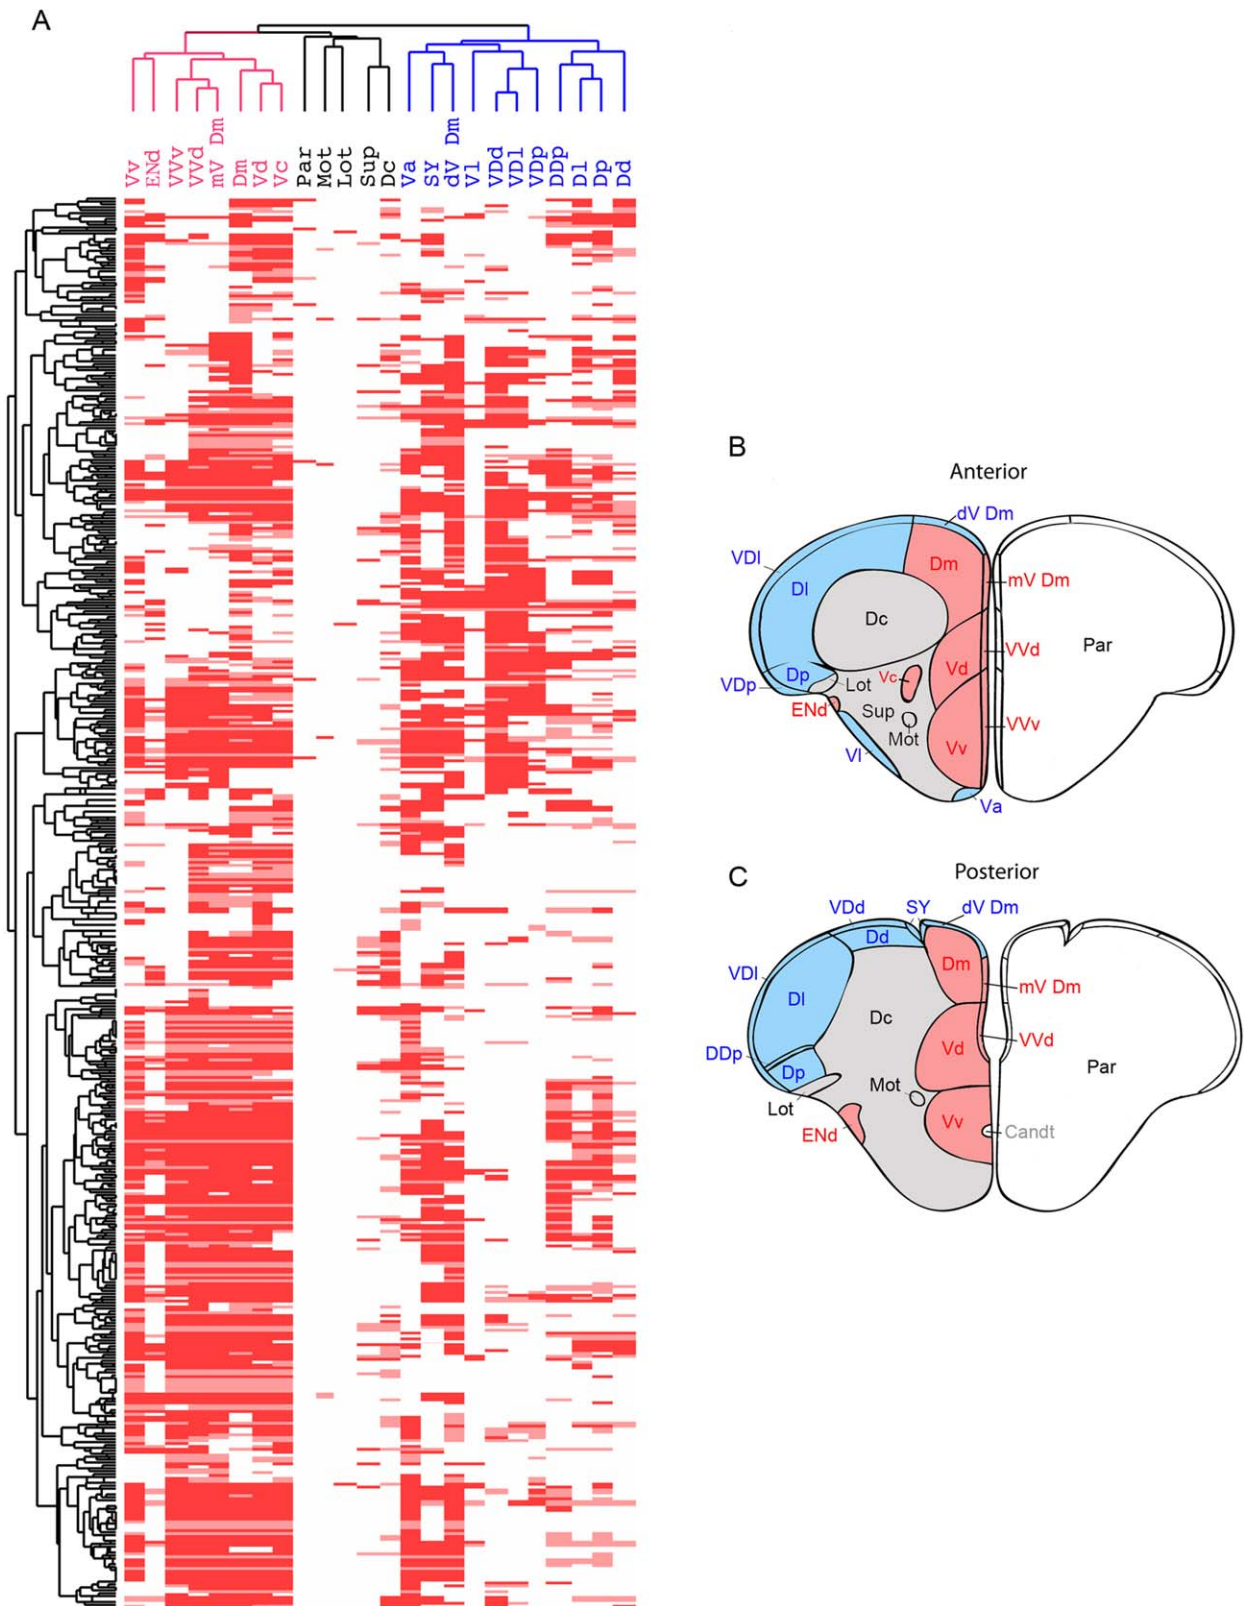 A
Vv
ENd
VVv
VVd
mV Dm
Dm
Vd
Vc
Par
Mot
Lot
Sup
Dc
Va
SY
dV Dm
Vl
VDd
VDl
VDp
DDp
Dl
Dp
Dd
B
Anterior
dV Dm
VDl
Dm
mV Dm
Dl
Dc
Par
VVd
Vd
Dp
Lot
Vc
VDp
ENd
Sup
VVv
Mot
Vl
Vv
Va
C
Posterior
VDd
SY
dV Dm
Dd
Dm
VDl
mV Dm
Dl
Dc
VVd
Vd
DDp
Dp
Par
Mot
Lot
Vv
ENd
Candt